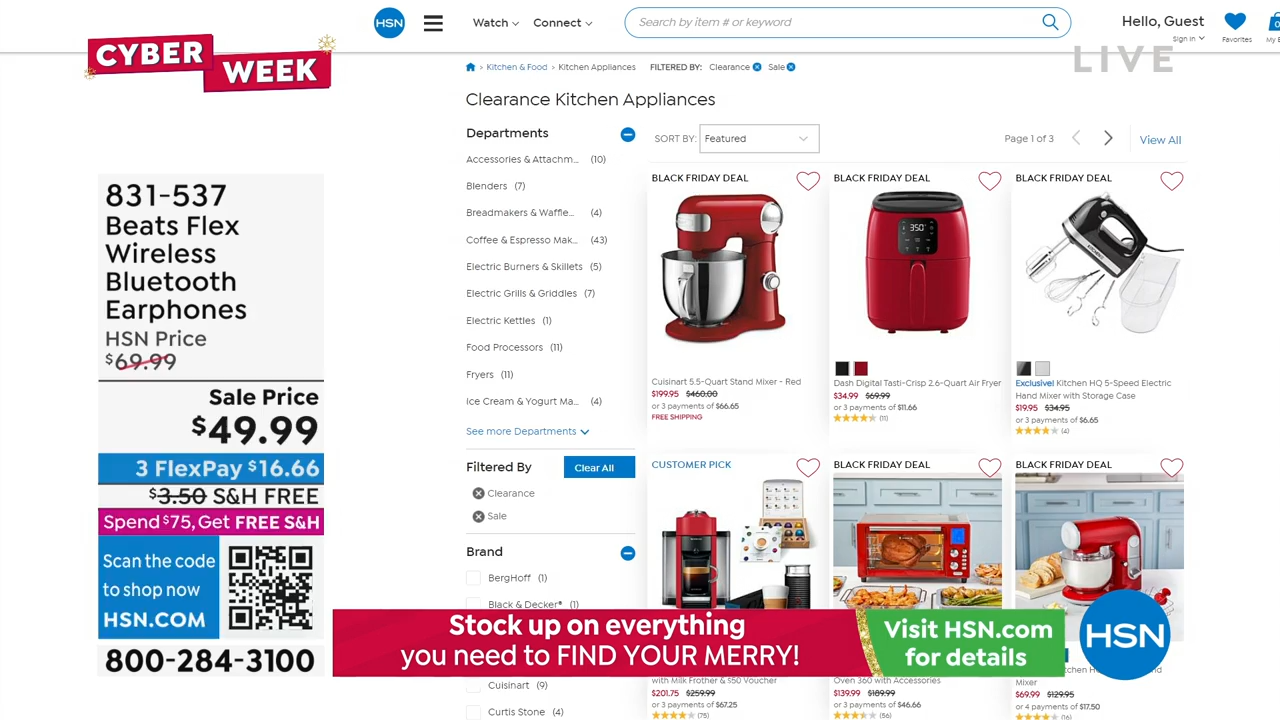 HSN
Watch
Connect
Search by item # or keyword
Hello, Guest
Sign in
Favorites
LIVE
CYBER
WEEK
Kitchen & Food > Kitchen Appliances
FILTERED BY: Clearance Sale
Clearance Kitchen Appliances
831-537
Beats Flex
Wireless
Bluetooth
Earphones
HSN Price
$69.99
Sale Price
$49.99
3 FlexPay $16.66
$3.50 S&H FREE
Spend $75, Get FREE S&H
Scan the code
to shop now
HSN.COM
800-284-3100
Departments
Accessories & Attachm... (10)
Blenders (7)
Breadmakers & Waffle... (4)
Coffee & Espresso Mak... (43)
Electric Burners & Skillets (5)
Electric Grills & Griddles (7)
Electric Kettles (1)
Food Processors (11)
Fryers (11)
Ice Cream & Yogurt Ma... (4)
See more Departments
Filtered By
Clear All
Clearance
Sale
Brand
BergHoff (1)
Black & Decker® (1)
Cuisinart (9)
Curtis Stone (4)
SORT BY: Featured
Page 1 of 3
View All
BLACK FRIDAY DEAL
Cuisinart 5.5-Quart Stand Mixer - Red
$199.95 $460.00
or 3 payments of $66.65
FREE SHIPPING
BLACK FRIDAY DEAL
350°
Dash Digital Tasti-Crisp 2.6-Quart Air Fryer
$34.99 $69.99
or 3 payments of $11.66
(11)
BLACK FRIDAY DEAL
Exclusive! Kitchen HQ 5-Speed Electric
Hand Mixer with Storage Case
$19.95 $34.95
or 3 payments of $6.65
(4)
CUSTOMER PICK
with Milk Frother & $50 Voucher
$201.75 $259.99
or 3 payments of $67.25
(75)
BLACK FRIDAY DEAL
Oven 360 with Accessories
$139.99 $189.99
or 3 payments of $46.66
(56)
BLACK FRIDAY DEAL
Mixer
$69.99 $129.95
or 4 payments of $17.50
(16)
Stock up on everything
you need to FIND YOUR MERRY!
Visit HSN.com
for details
HSN